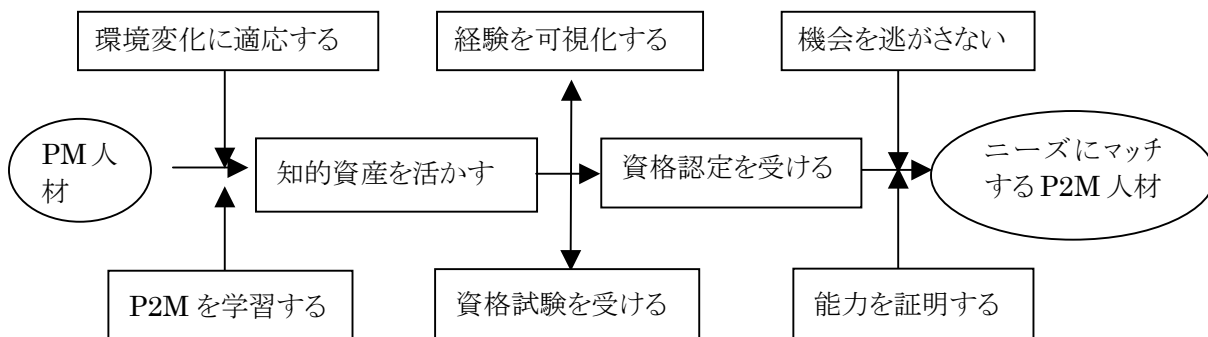 環境変化に適応する
経験を可視化する
機会を逃がさない
PM人
材
知的資産を活かす
資格認定を受ける
ニーズにマッチ
するP2M人材
P2Mを学習する
資格試験を受ける
能力を証明する